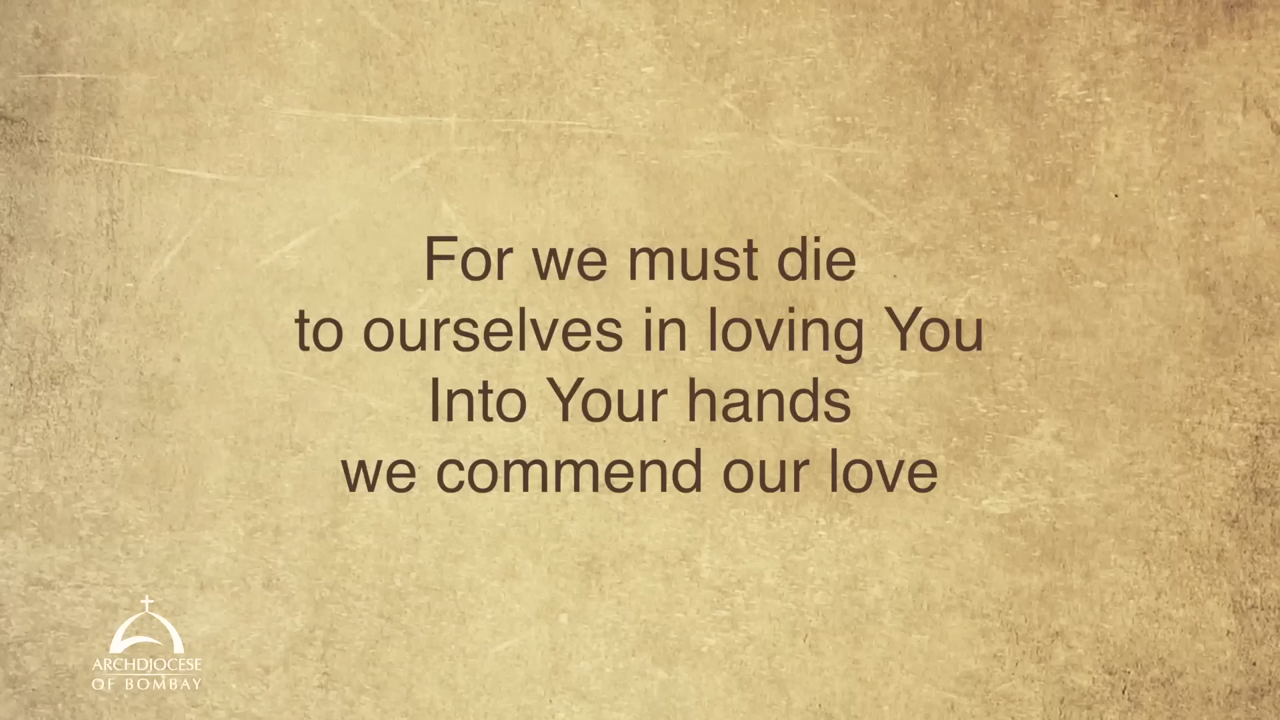 For we must die
to ourselves in loving You
Into Your hands
we commend our love
ARCHDIOCESE
OF BOMBAY